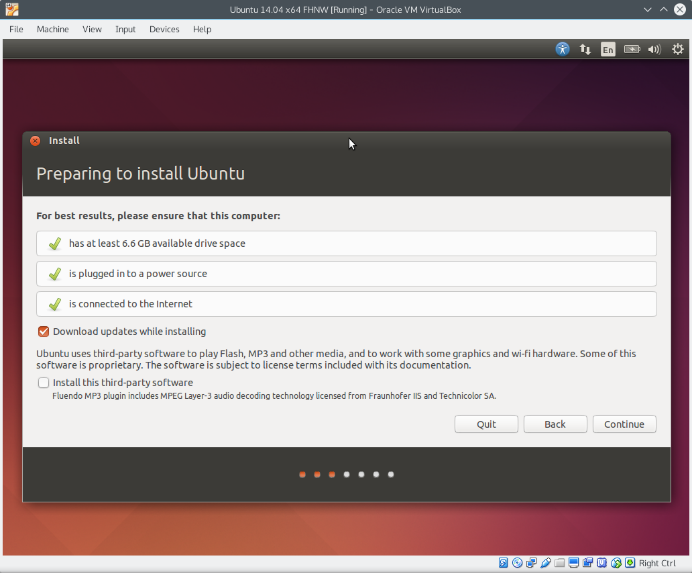 Ubuntu 14.04 x64 FHNW [Running] - Oracle VM VirtualBox
File Machine View Input Devices Help
En
Install
Preparing to install Ubuntu
For best results, please ensure that this computer:
has at least 6.6 GB available drive space
is plugged in to a power source
is connected to the Internet
Download updates while installing
Ubuntu uses third-party software to play Flash, MP3 and other media, and to work with some graphics and wi-fi hardware. Some of this
software is proprietary. The software is subject to license terms included with its documentation.
Install this third-party software
Fluendo MP3 plugin includes MPEG Layer-3 audio decoding technology licensed from Fraunhofer IIS and Technicolor SA.
Quit Back Continue
Right Ctrl